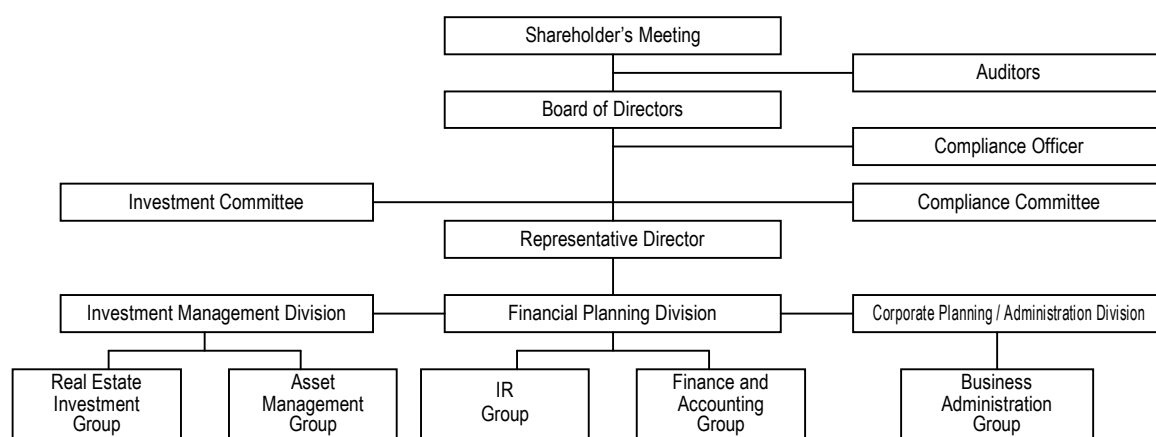 Shareholder's Meeting
Auditors
Board of Directors
Compliance Officer
Investment Committee
Compliance Committee
Representative Director
Investment Management Division
Financial Planning Division
Corporate Planning / Administration Division
Real Estate
Investment
Group
Asset
Management
Group
IR
Group
Finance and
Accounting
Group
Business
Administration
Group